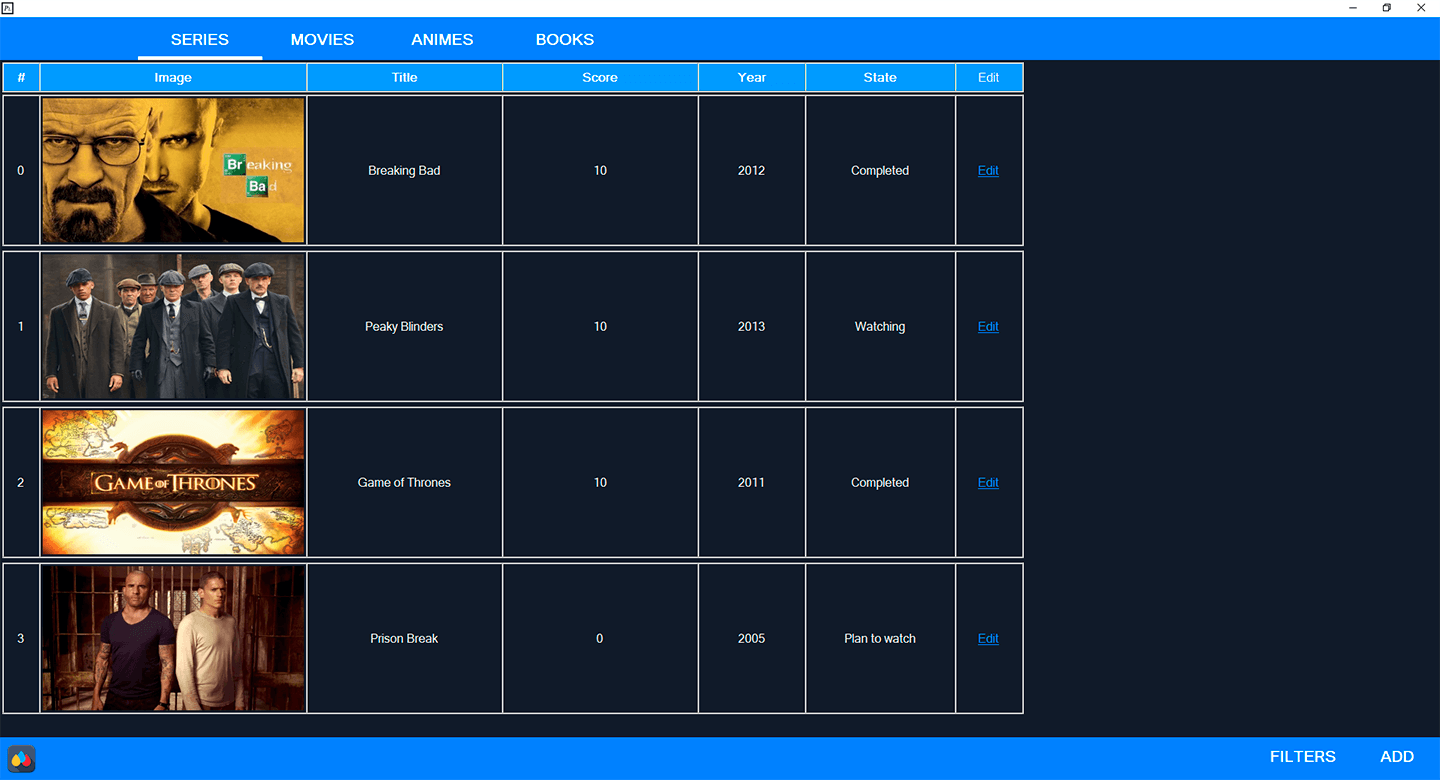 SERIES MOVIES ANIMES BOOKS
# Image Title Score Year State Edit
Breaking
Bad
0 Breaking Bad 10 2012 Completed Edit
1 Peaky Blinders 10 2013 Watching Edit
GAME OF THRONES
2 Game of Thrones 10 2011 Completed Edit
3 Prison Break 0 2005 Plan to watch Edit
FILTERS ADD